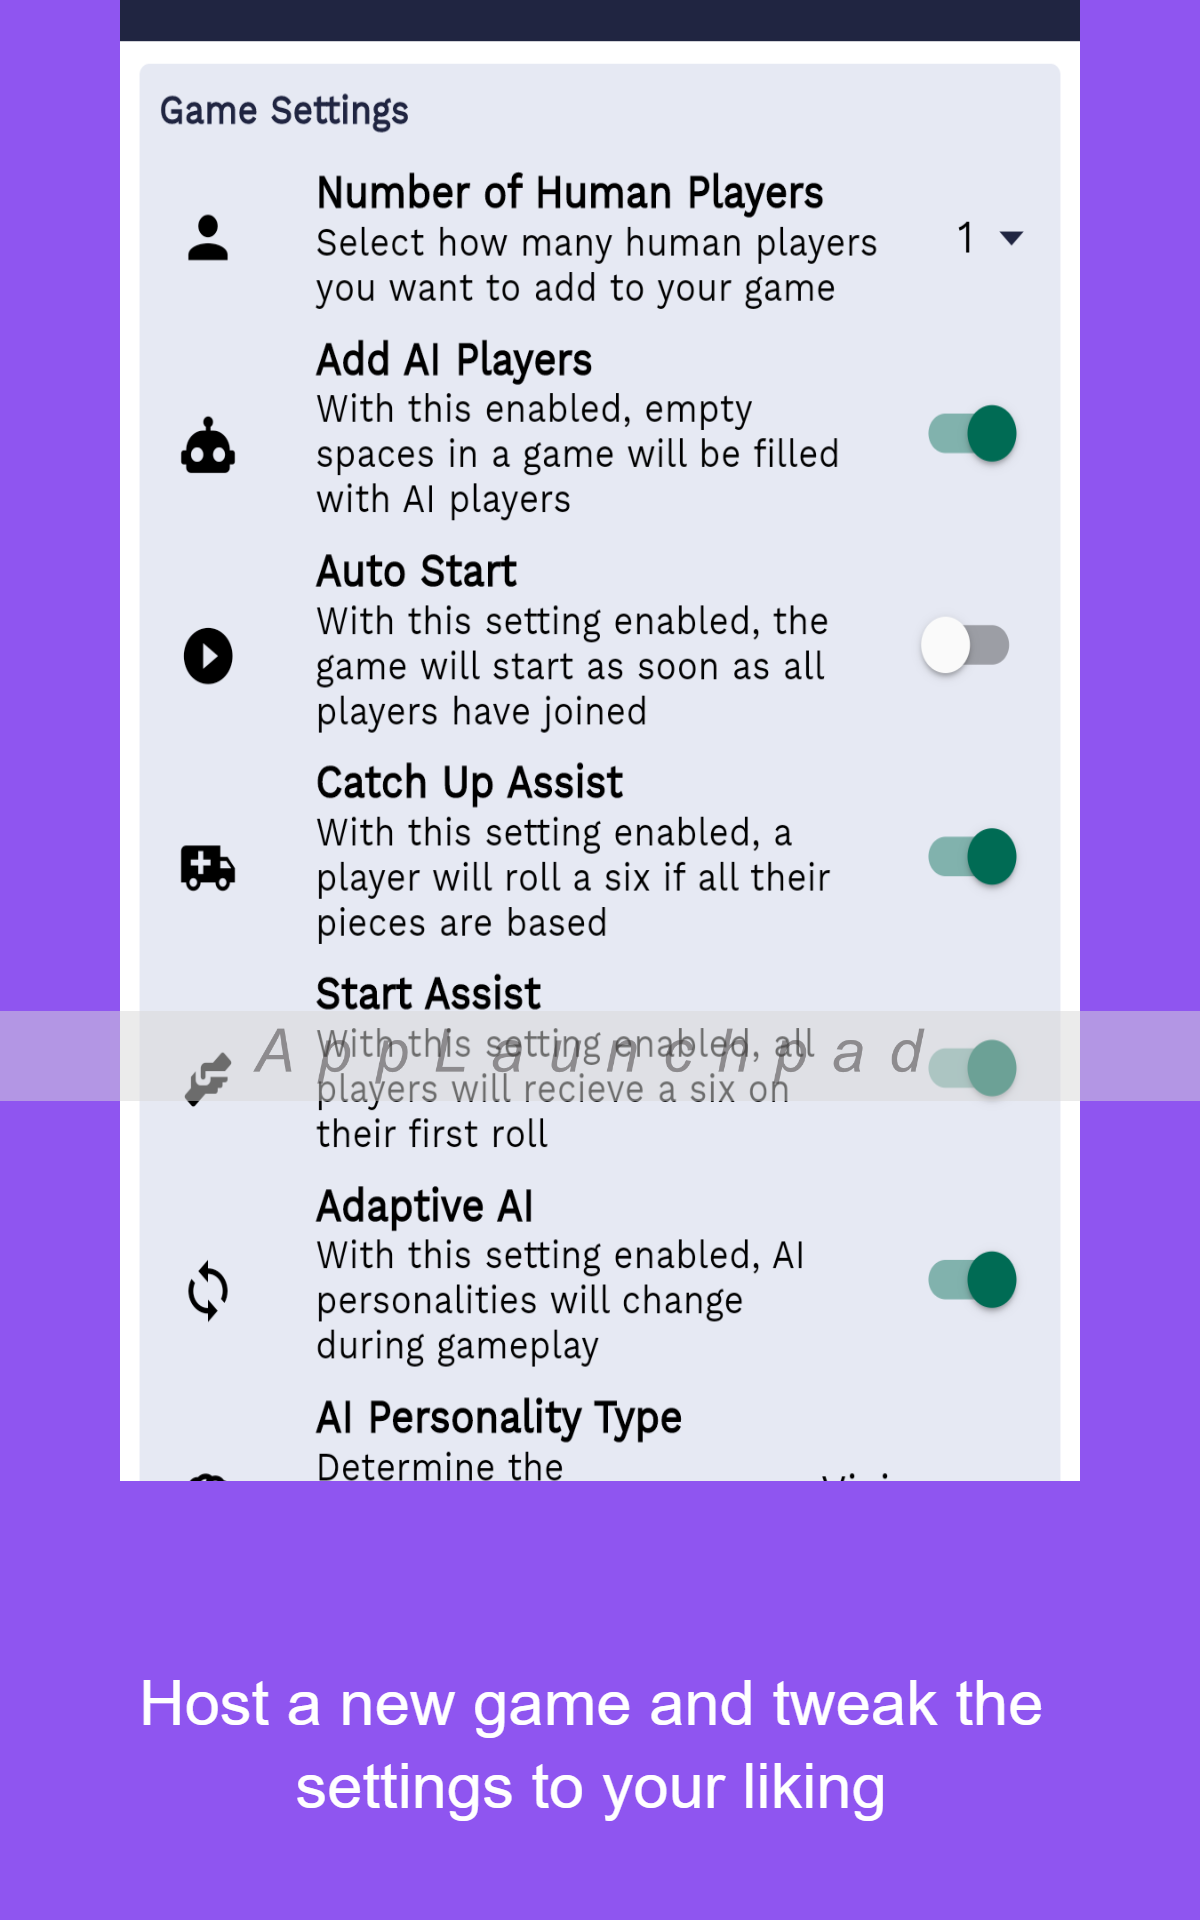 Game Settings
Number of Human Players
Select how many human players
you want to add to your game
1
Add AI Players
With this enabled, empty
spaces in a game will be filled
with AI players
Auto Start
With this setting enabled, the
game will start as soon as all
players have joined
Catch Up Assist
With this setting enabled, a
player will roll a six if all their
pieces are based
Start Assist
With this setting enabled, all
players will recieve a six on
their first roll
AppLaunchpad
Adaptive AI
With this setting enabled, AI
personalities will change
during gameplay
AI Personality Type
Determine the
Host a new game and tweak the
settings to your liking